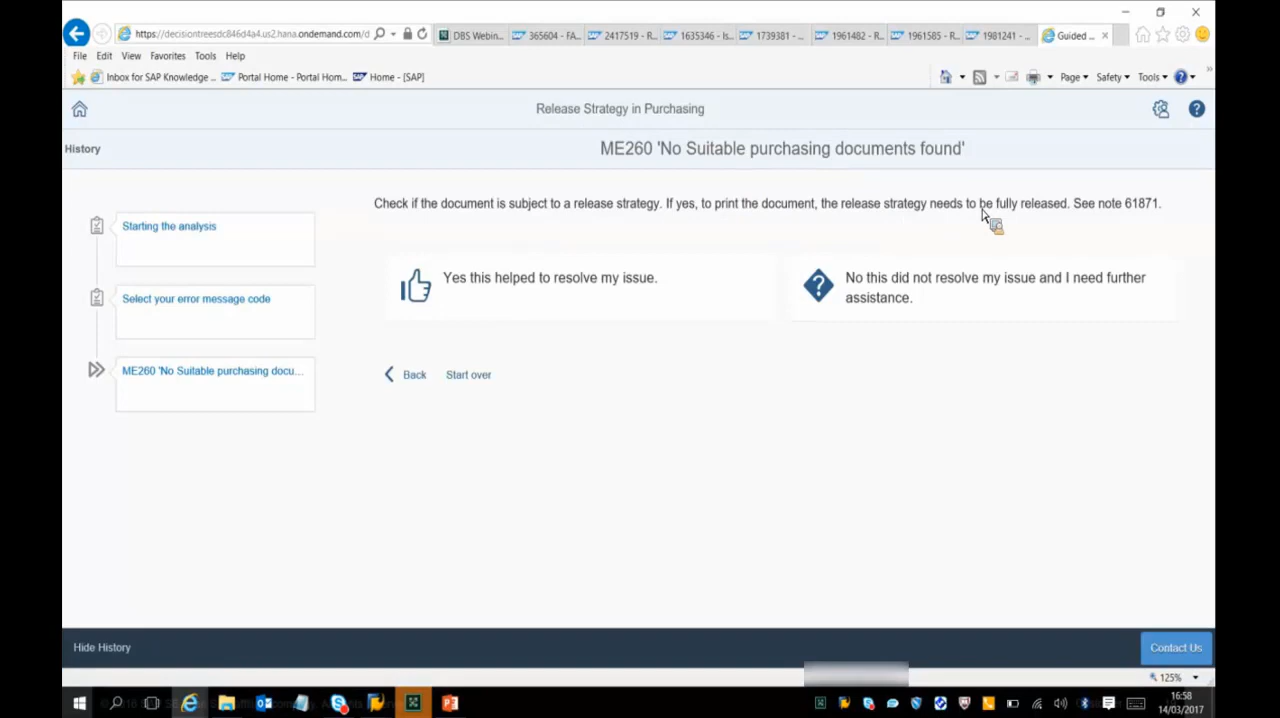 https://decisiontreesdc846d4a4.us2.hana.ondemand.com/d
DBS Webin...
365604 - FA...
2417519 - R...
1635346 - Is...
1739381 - ...
1961482 - R...
1961585 - R...
1981241 - ...
Guided ...
File Edit View Favorites Tools Help
Inbox for SAP Knowledge ...
Portal Home - Portal Hom...
Home - [SAP]
Page
Safety
Tools
Release Strategy in Purchasing
History
ME260 'No Suitable purchasing documents found'
Check if the document is subject to a release strategy. If yes, to print the document, the release strategy needs to be fully released. See note 61871.
Starting the analysis
Select your error message code
ME260 'No Suitable purchasing docu...
Yes this helped to resolve my issue.
No this did not resolve my issue and I need further
assistance.
Back
Start over
Hide History
Contact Us
125%
16:58
14/03/2017